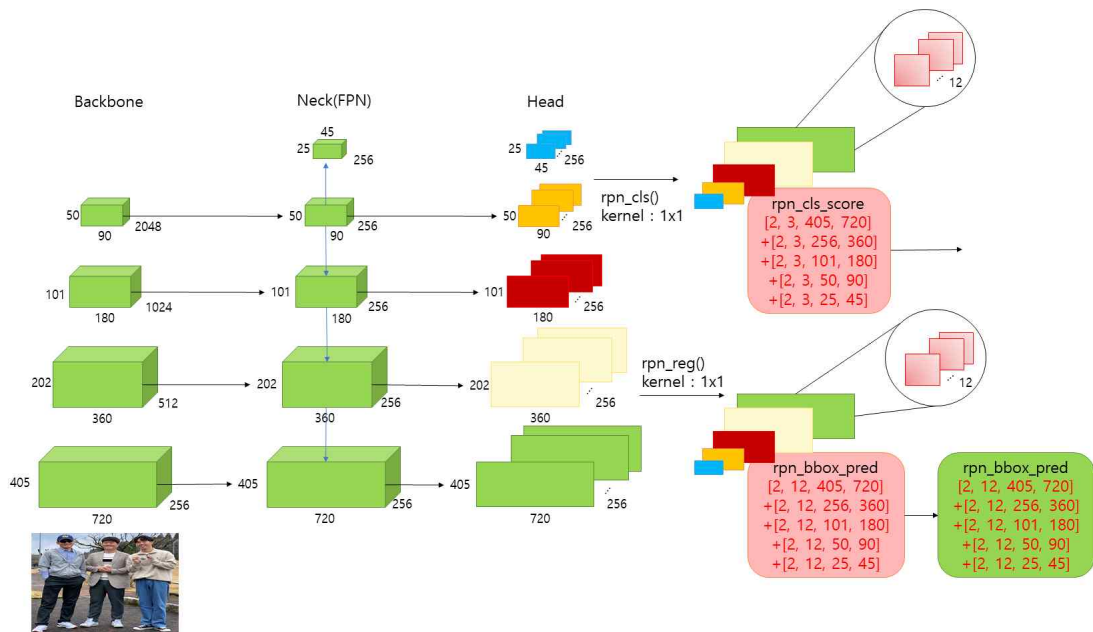 Backbone
Neck(FPN)
Head
45
25
256
25
45
256
12
50
90
2048
50
90
256
50
90
256
rpn_cls()
kernel : 1x1
rpn_cls_score
[2, 3, 405, 720]
+[2, 3, 256, 360]
+[2, 3, 101, 180]
+[2, 3, 50, 90]
+[2, 3, 25, 45]
101
180
1024
101
180
256
101
180
256
202
360
512
202
360
256
202
360
256
rpn_reg()
kernel : 1x1
12
405
720
256
405
720
256
405
720
256
rpn_bbox_pred
[2, 12, 405, 720]
+[2, 12, 256, 360]
+[2, 12, 101, 180]
+[2, 12, 50, 90]
+[2, 12, 25, 45]
rpn_bbox_pred
[2, 12, 405, 720]
+[2, 12, 256, 360]
+[2, 12, 101, 180]
+[2, 12, 50, 90]
+[2, 12, 25, 45]